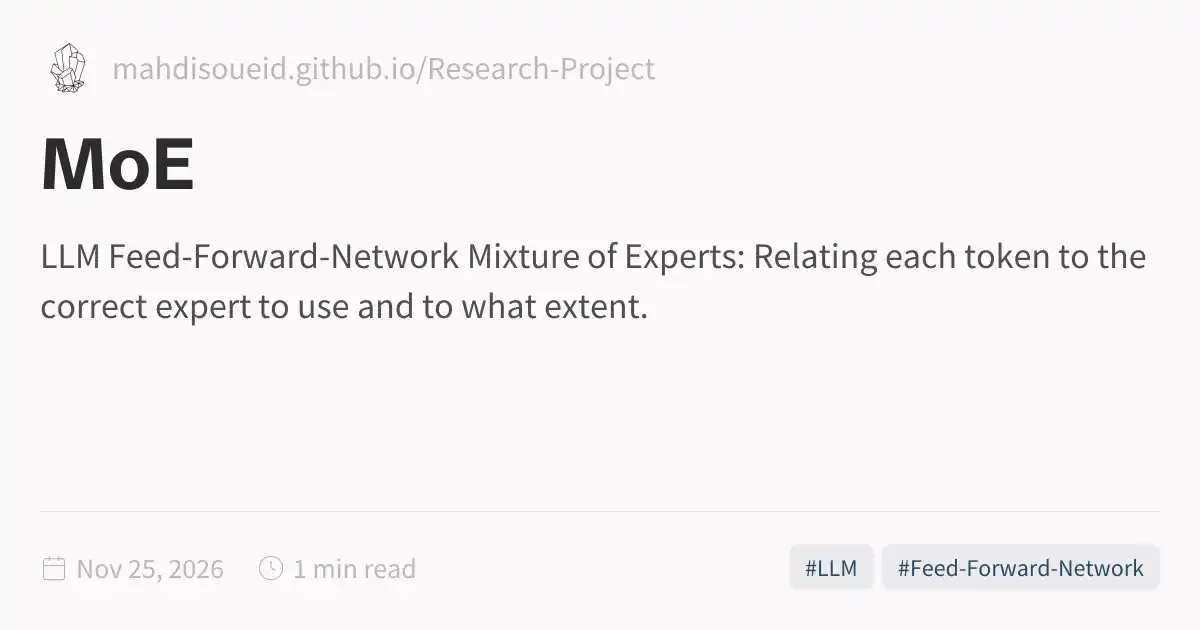 mahdisoueid.github.io/Research-Project
MoE
LLM Feed-Forward-Network Mixture of Experts: Relating each token to the
correct expert to use and to what extent.
Nov 25, 2026 1 min read #LLM #Feed-Forward-Network